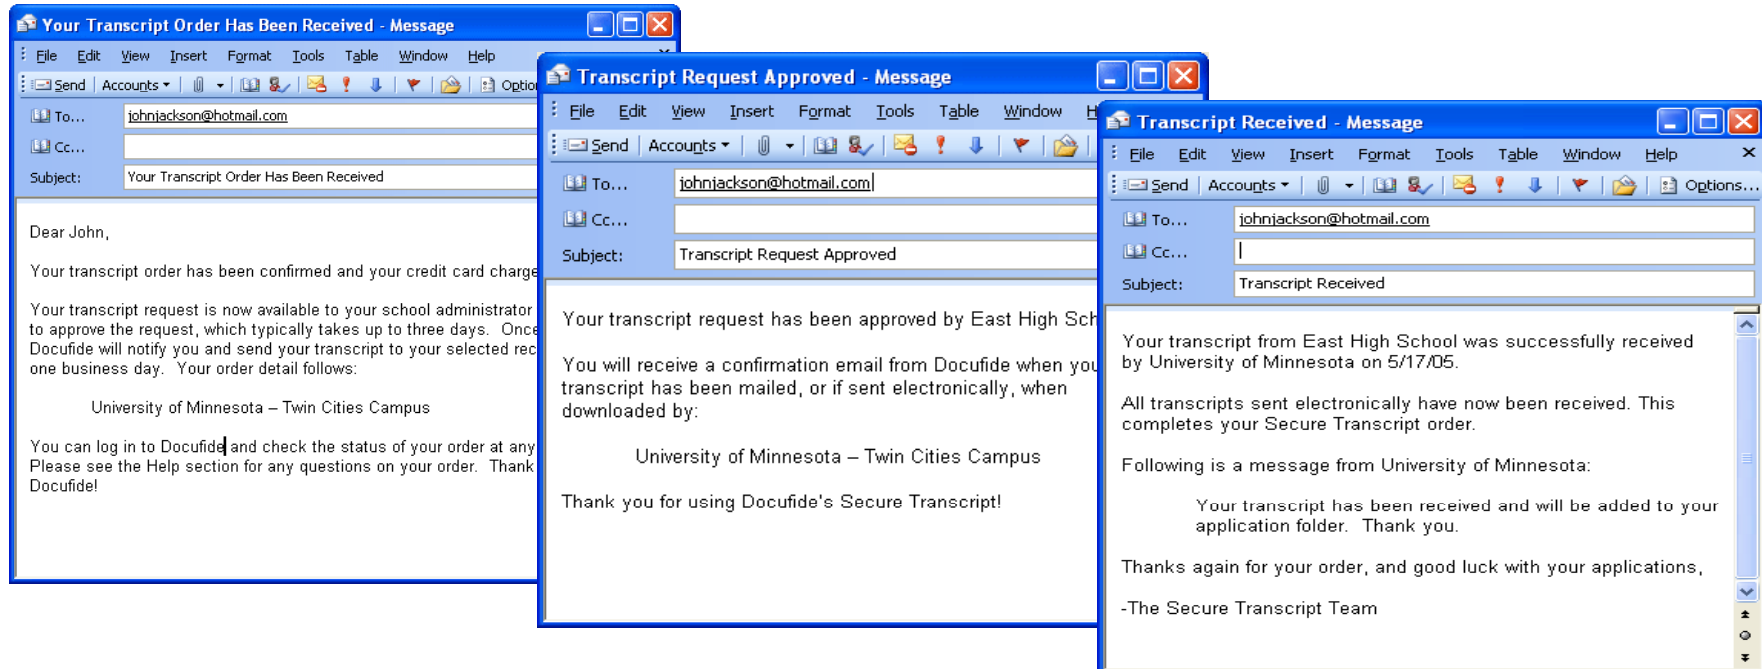 Your Transcript Order Has Been Received - Message
File Edit View Insert Format Tools Table Window Help
Send Accounts
To... johnjackson@hotmail.com
Cc...
Subject: Your Transcript Order Has Been Received
Dear John,
Your transcript order has been confirmed and your credit card charge
Your transcript request is now available to your school administrator
to approve the request, which typically takes up to three days. Once
Docufide will notify you and send your transcript to your selected rec
one business day. Your order detail follows:
University of Minnesota – Twin Cities Campus
You can log in to Docufide and check the status of your order at any
Please see the Help section for any questions on your order. Thank
Docufide!
Transcript Request Approved - Message
File Edit View Insert Format Tools Table Window H
Send Accounts
To... johnjackson@hotmail.com
Cc...
Subject: Transcript Request Approved
Your transcript request has been approved by East High Sch
You will receive a confirmation email from Docufide when you
transcript has been mailed, or if sent electronically, when
downloaded by:
University of Minnesota – Twin Cities Campus
Thank you for using Docufide's Secure Transcript!
Transcript Received - Message
File Edit View Insert Format Tools Table Window Help
Send Accounts Options...
To... johnjackson@hotmail.com
Cc...
Subject: Transcript Received
Your transcript from East High School was successfully received
by University of Minnesota on 5/17/05.
All transcripts sent electronically have now been received. This
completes your Secure Transcript order.
Following is a message from University of Minnesota:
Your transcript has been received and will be added to your
application folder. Thank you.
Thanks again for your order, and good luck with your applications,
-The Secure Transcript Team